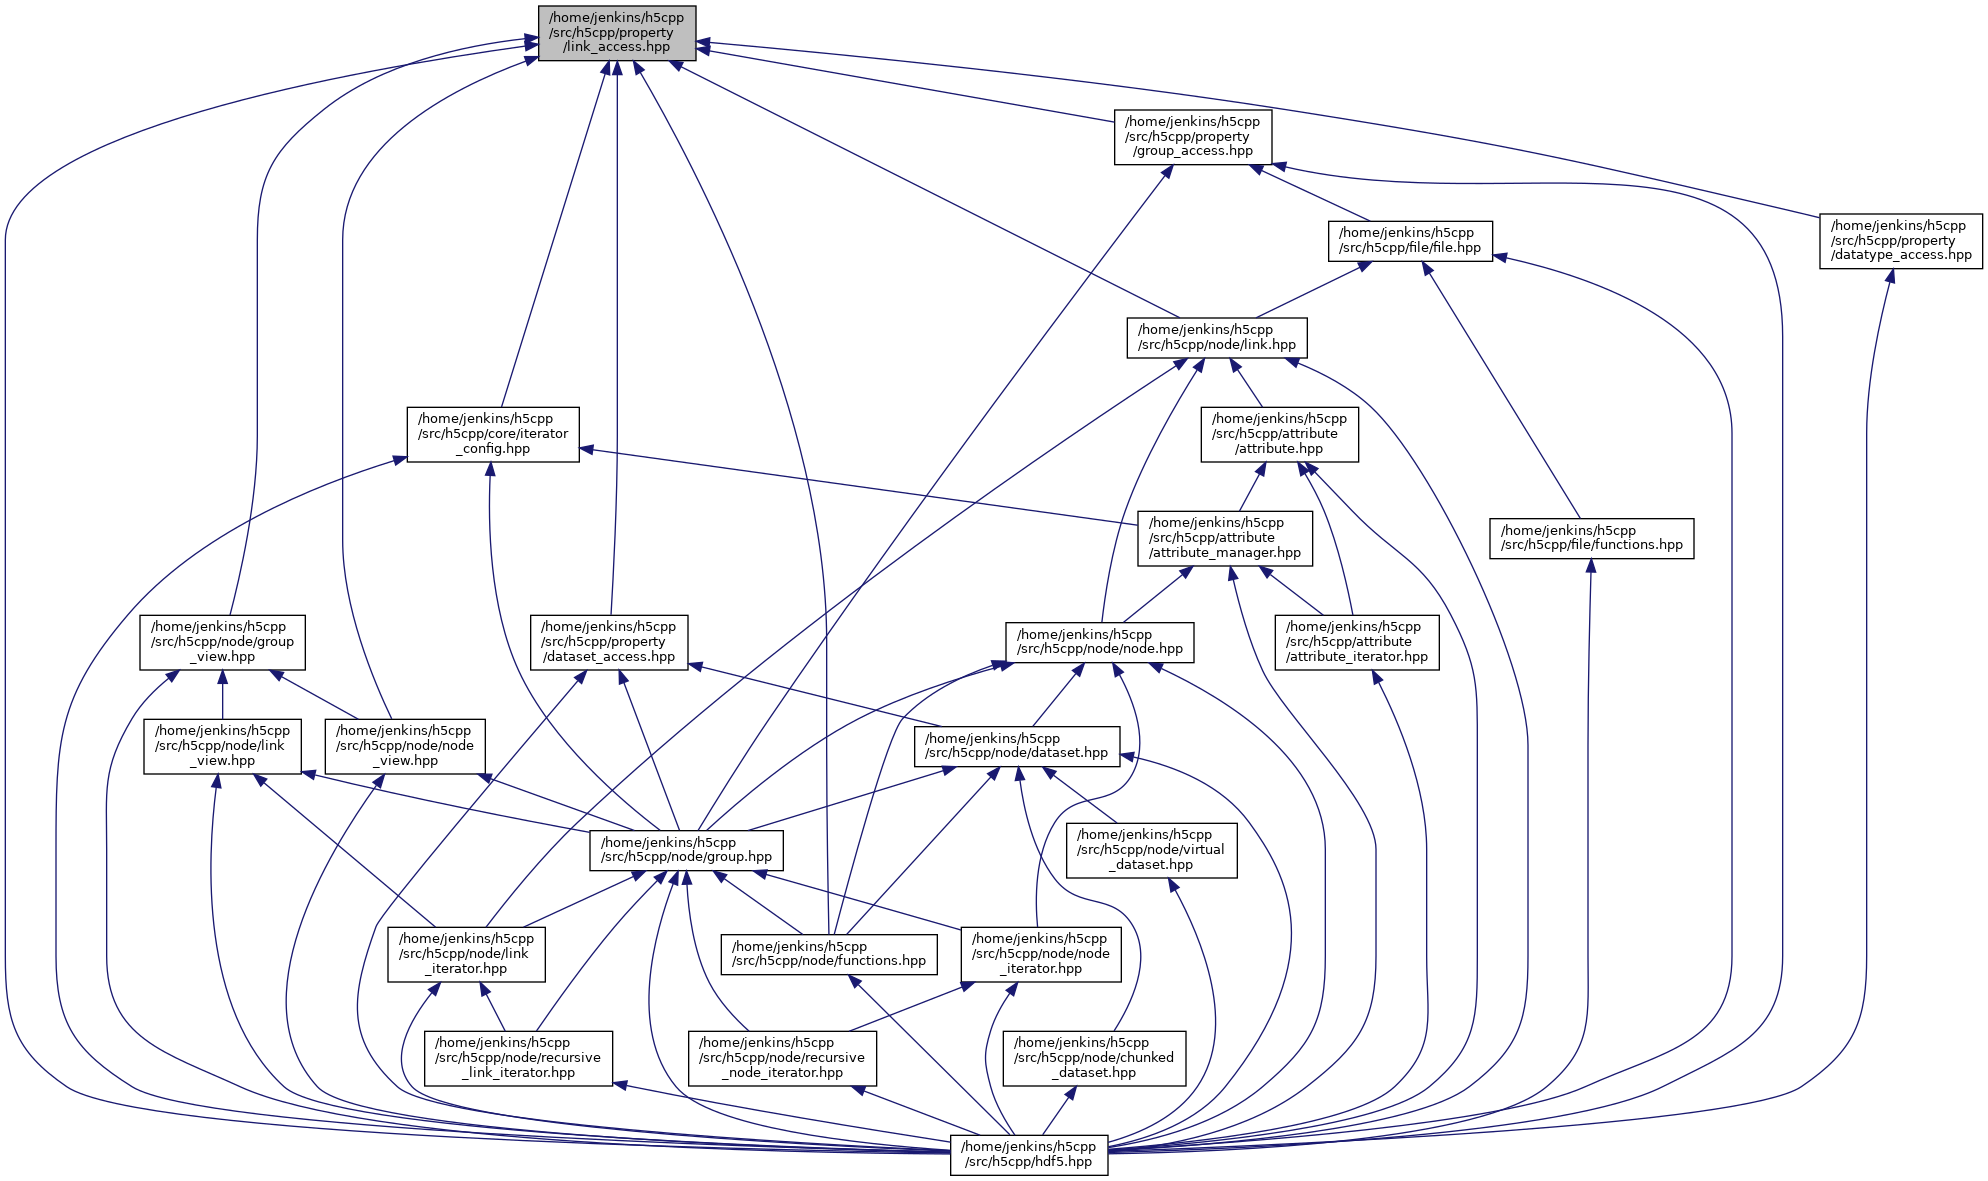 /home/jenkins/h5cpp
/src/h5cpp/property
/link_access.hpp
/home/jenkins/h5cpp
/src/h5cpp/property
/group_access.hpp
/home/jenkins/h5cpp
/src/h5cpp/file/file.hpp
/home/jenkins/h5cpp
/src/h5cpp/property
/datatype_access.hpp
/home/jenkins/h5cpp
/src/h5cpp/node/link.hpp
/home/jenkins/h5cpp
/src/h5cpp/core/iterator
_config.hpp
/home/jenkins/h5cpp
/src/h5cpp/attribute
/attribute.hpp
/home/jenkins/h5cpp
/src/h5cpp/attribute
/attribute_manager.hpp
/home/jenkins/h5cpp
/src/h5cpp/file/functions.hpp
/home/jenkins/h5cpp
/src/h5cpp/node/group
_view.hpp
/home/jenkins/h5cpp
/src/h5cpp/property
/dataset_access.hpp
/home/jenkins/h5cpp
/src/h5cpp/node/node.hpp
/home/jenkins/h5cpp
/src/h5cpp/attribute
/attribute_iterator.hpp
/home/jenkins/h5cpp
/src/h5cpp/node/link
_view.hpp
/home/jenkins/h5cpp
/src/h5cpp/node/node
_view.hpp
/home/jenkins/h5cpp
/src/h5cpp/node/dataset.hpp
/home/jenkins/h5cpp
/src/h5cpp/node/group.hpp
/home/jenkins/h5cpp
/src/h5cpp/node/virtual
_dataset.hpp
/home/jenkins/h5cpp
/src/h5cpp/node/link
_iterator.hpp
/home/jenkins/h5cpp
/src/h5cpp/node/functions.hpp
/home/jenkins/h5cpp
/src/h5cpp/node/node
_iterator.hpp
/home/jenkins/h5cpp
/src/h5cpp/node/recursive
_link_iterator.hpp
/home/jenkins/h5cpp
/src/h5cpp/node/recursive
_node_iterator.hpp
/home/jenkins/h5cpp
/src/h5cpp/node/chunked
_dataset.hpp
/home/jenkins/h5cpp
/src/h5cpp/hdf5.hpp